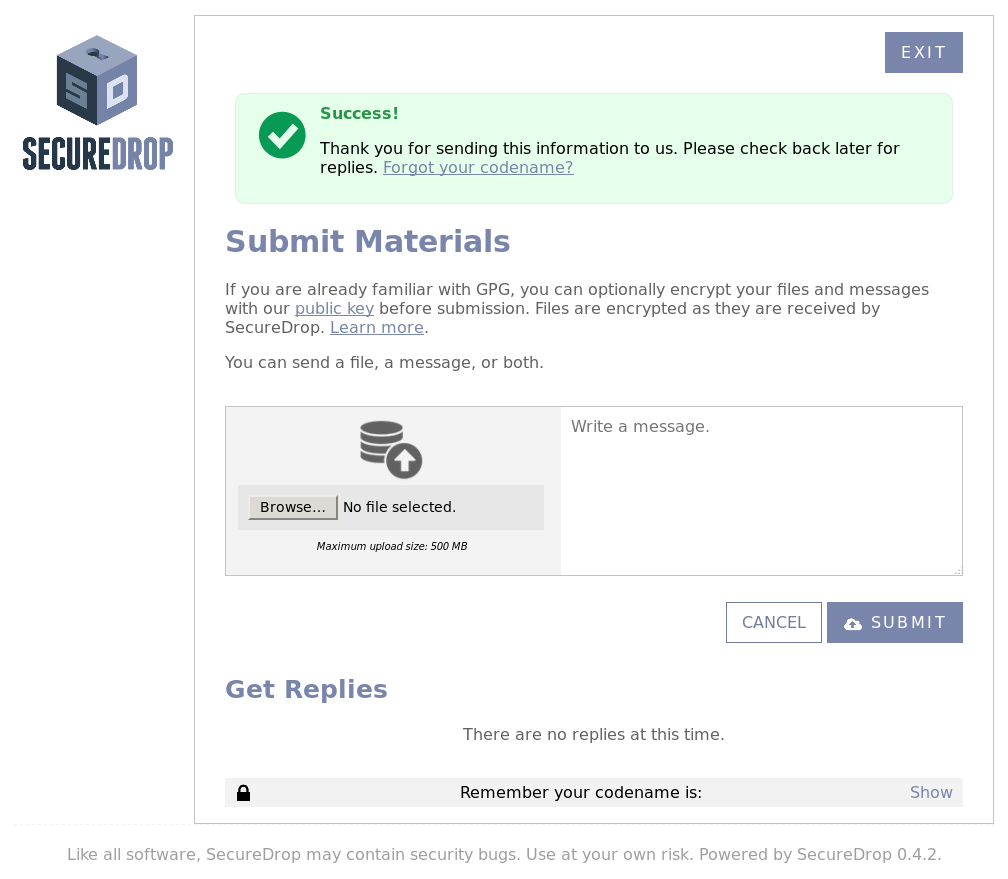 EXIT
SD
SECUREDROP
Success!
Thank you for sending this information to us. Please check back later for
replies. Forgot your codename?
Submit Materials
If you are already familiar with GPG, you can optionally encrypt your files and messages
with our public key before submission. Files are encrypted as they are received by
SecureDrop. Learn more.
You can send a file, a message, or both.
Write a message.
Browse... No file selected.
Maximum upload size: 500 MB
CANCEL SUBMIT
Get Replies
There are no replies at this time.
Remember your codename is: Show
Like all software, SecureDrop may contain security bugs. Use at your own risk. Powered by SecureDrop 0.4.2.